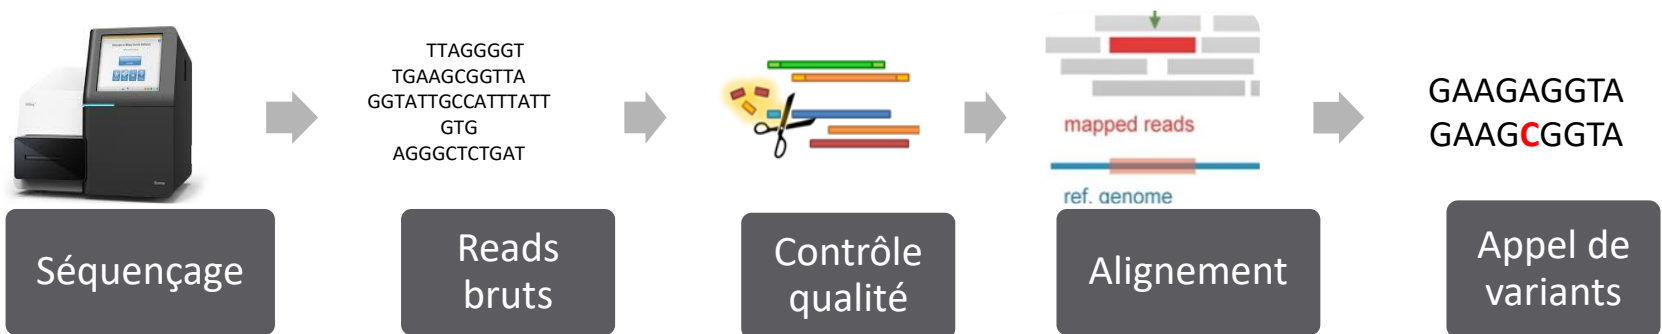 TTAGGGGT
TGAAGCGGTTA
GGTATTGCCATTTATT
GTG
AGGGCTCTGAT
mapped reads
ref. genome
GAAGAGGTA
GAAGCGGTA
Séquençage
Reads
bruts
Contrôle
qualité
Alignement
Appel de
variants